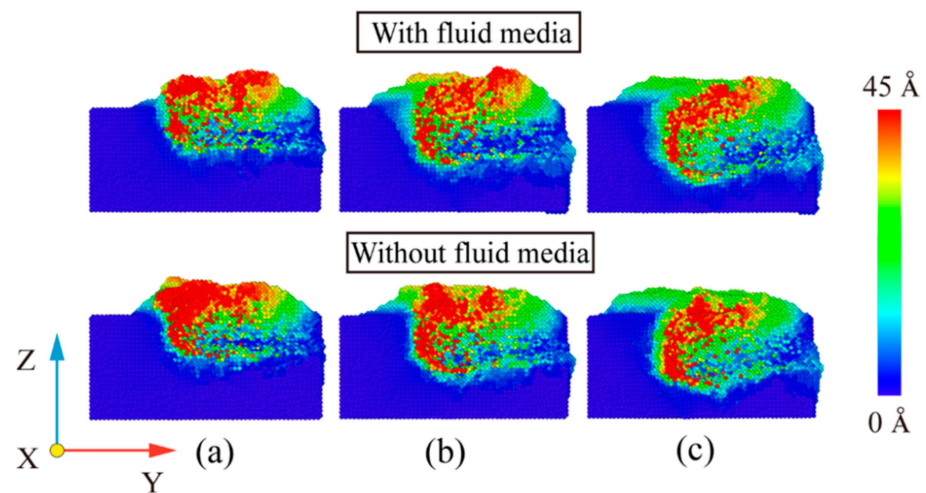 With fluid media
45 Å
Without fluid media
0 Å
Z
X
Y
(a)
(b)
(c)